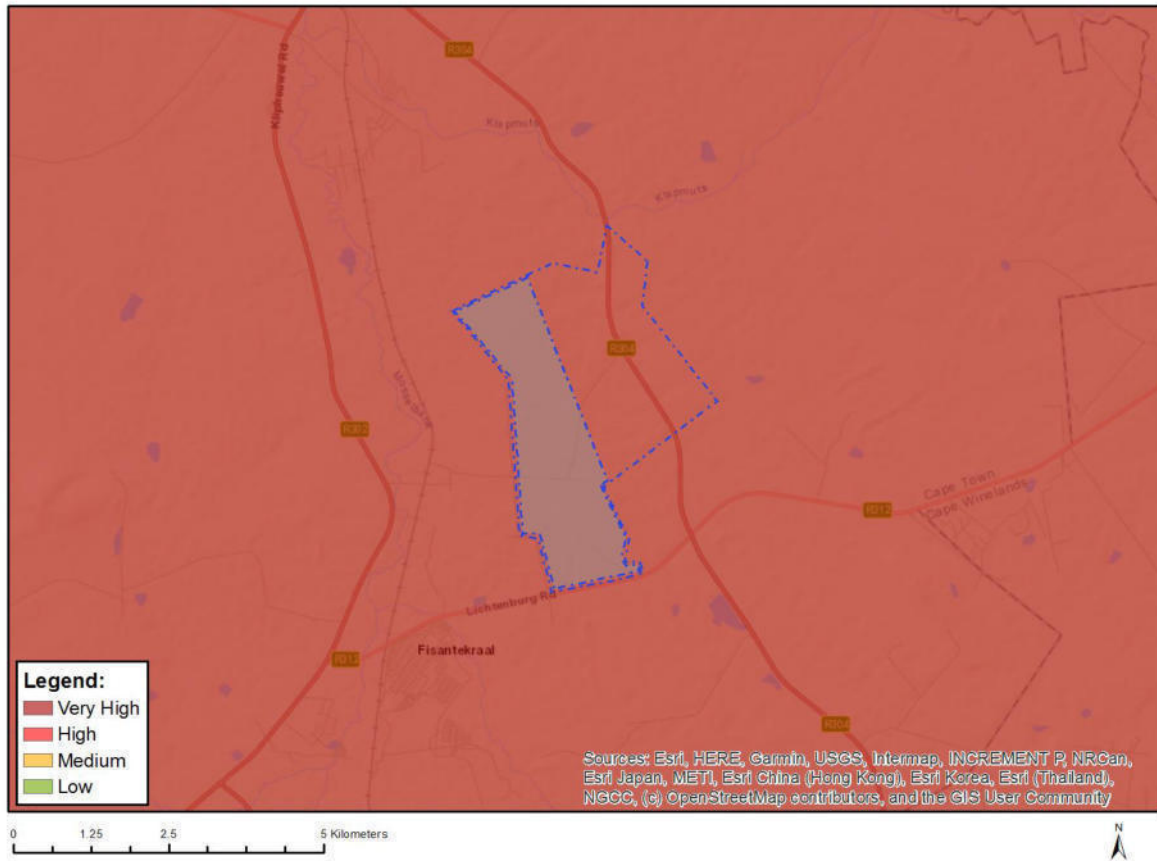 R304
Klipheuwel Rd
Klapmuts
Klapmuts
R304
R302
Cape Town
Cape Winelands
R312
Lichtenburg Rd
Fisantekraal
R312
R304
Legend:
Very High
High
Medium
Low
Sources: Esri, HERE, Garmin, USGS, Intermap, INCREMENT P, NRCan,
Esri Japan, METI, Esri China (Hong Kong), Esri Korea, Esri (Thailand),
NGCC, (c) OpenStreetMap contributors, and the GIS User Community
0 1.25 2.5 5 Kilometers
N